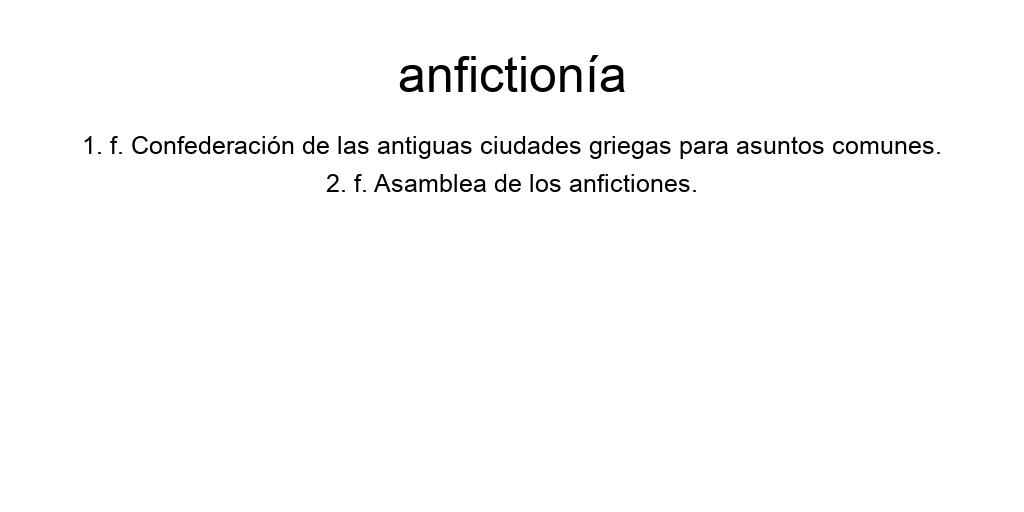 anfictionía
1. f. Confederación de las antiguas ciudades griegas para asuntos comunes.
2. f. Asamblea de los anfictiones.